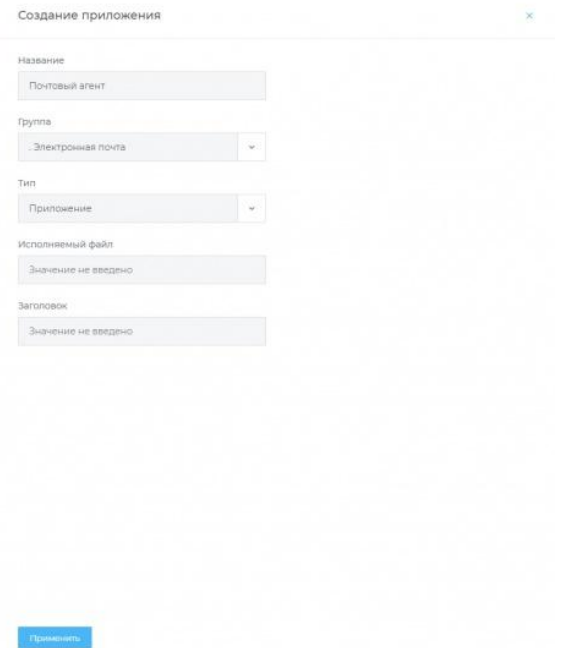 Создание приложения
Название
Почтовый агент
Группа
. Электронная почта
Тип
Приложение
Исполняемый файл
Значение не введено
Заголовок
Значение не введено
Применить